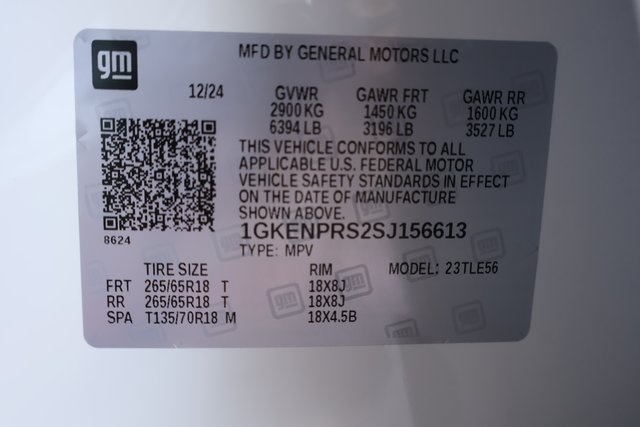 gm
MFD BY GENERAL MOTORS LLC
12/24 GVWR GAWR FRT GAWR RR
2900 KG 1450 KG 1600 KG
6394 LB 3196 LB 3527 LB
THIS VEHICLE CONFORMS TO ALL
APPLICABLE U.S. FEDERAL MOTOR
VEHICLE SAFETY STANDARDS IN EFFECT
ON THE DATE OF MANUFACTURE
SHOWN ABOVE.
8624 1GKENPRS2SJ156613
TYPE: MPV
TIRE SIZE RIM MODEL: 23TLE56
FRT 265/65R18 T 18X8J
RR 265/65R18 T 18X8J
SPA T135/70R18 M 18X4.5B